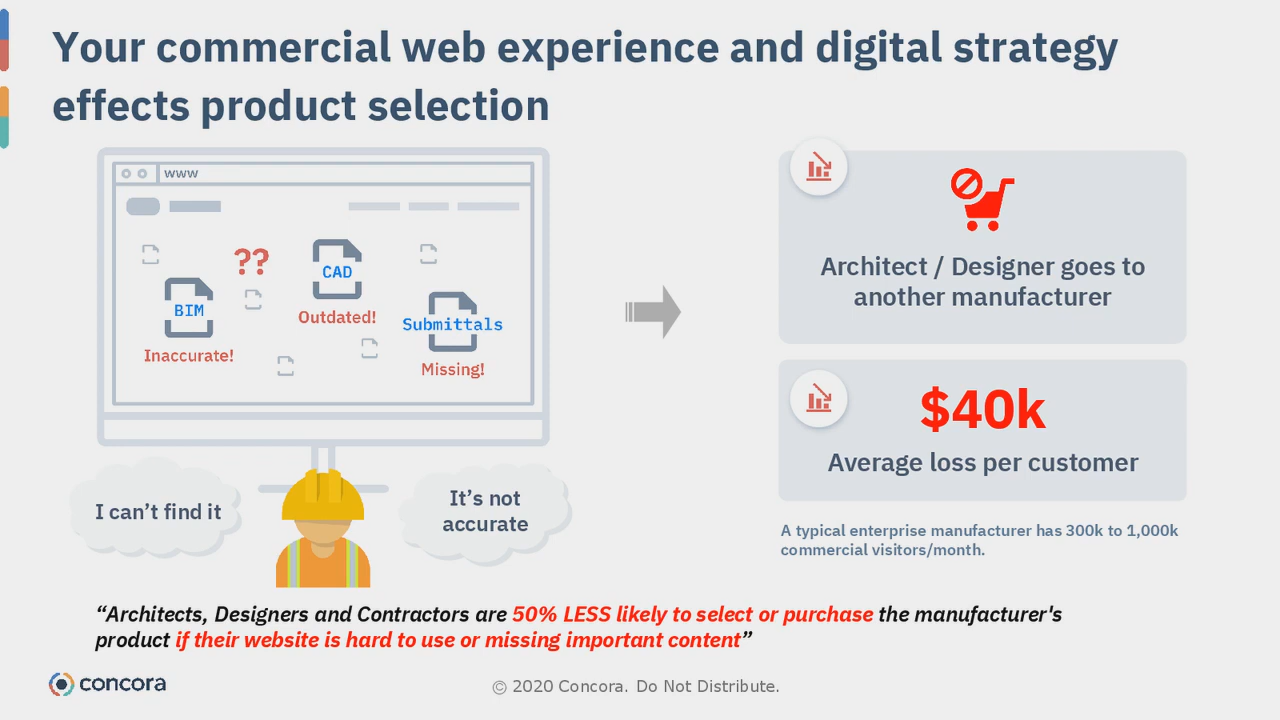 Your commercial web experience and digital strategy
effects product selection
www
??
CAD
BIM
Outdated!
Submittals
Inaccurate!
Missing!
I can’t find it
It’s not
accurate
Architect / Designer goes to
another manufacturer
$40k
Average loss per customer
A typical enterprise manufacturer has 300k to 1,000k
commercial visitors/month.
“Architects, Designers and Contractors are 50% LESS likely to select or purchase the manufacturer's
product if their website is hard to use or missing important content”
concora
© 2020 Concora. Do Not Distribute.